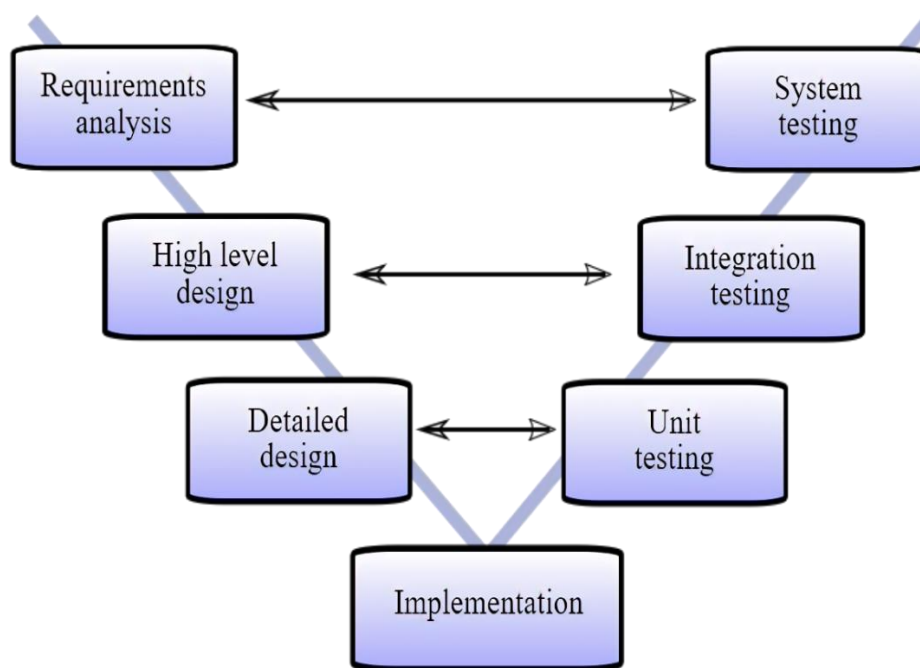 Requirements
analysis
System
testing
High level
design
Integration
testing
Detailed
design
Unit
testing
Implementation